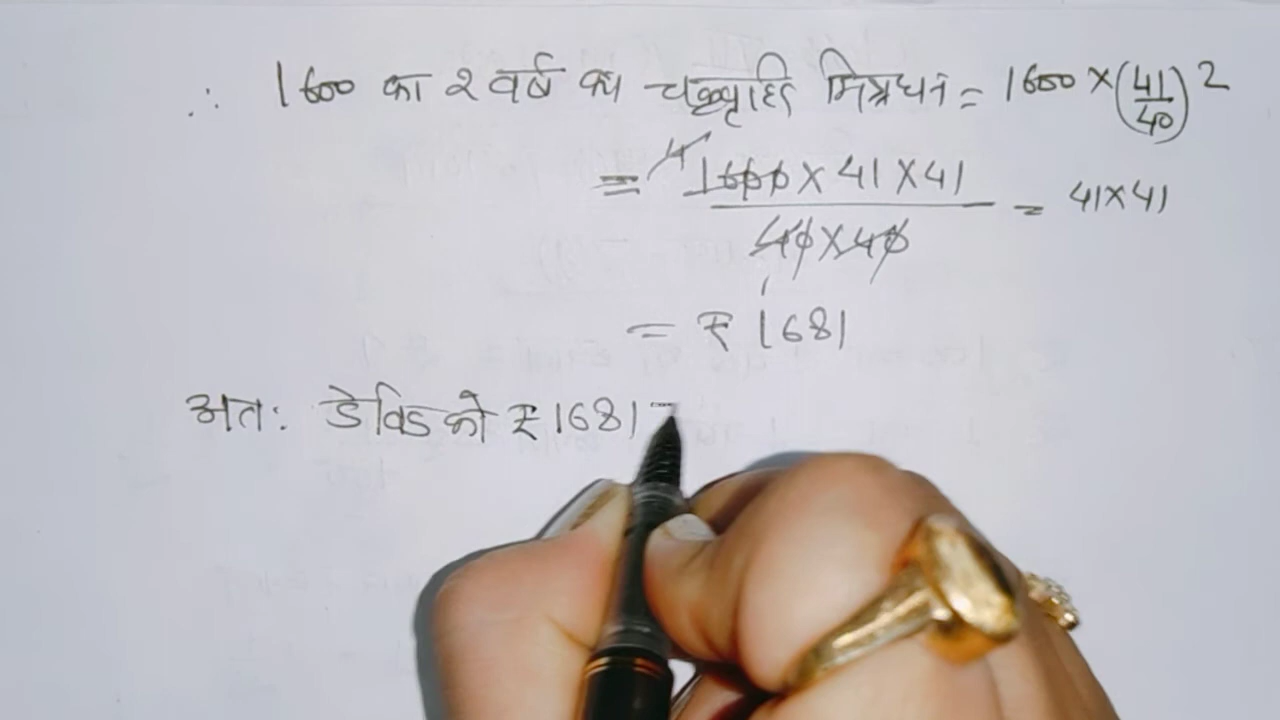 ∴ 1600 का 2 वर्ष का चक्रवृद्धि मिश्रधन = 1600 × (41/40)²
= 1600 × 41 × 41 / 40 × 40 = 41 × 41
= ₹ 1681
अतः डेविड को ₹ 1681